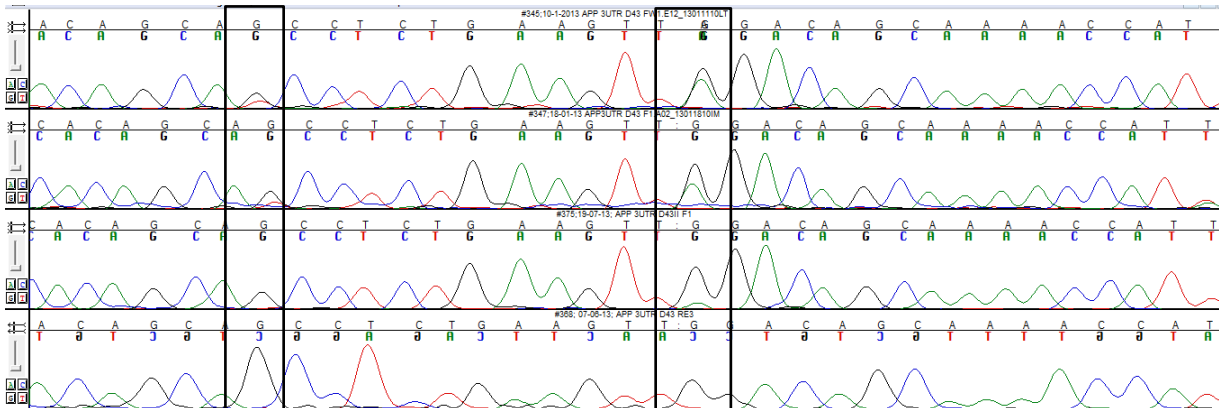 #345;10-1-2013 APP 3UTR D43 FW1.E12_13011110LT
A C A G C A G C C T C T G A A G T T G A C A G C A A A A C C A T
A C A G C A G C C T C T G A A G T T G A C A G C A A A A C C A T
A C
G T
#347;18-01-13 APP3UTR D43 F1.A02_13011810IM
C A C A G C A G C C T C T G A A G T T : G G A C A G C A A A A C C A T T
C A C A G C A G C C T C T G A A G T T G G A C A G C A A A A C C A T T
A C
G T
#375;19-07-13; APP 3UTR D43II F1
C A C A G C A G C C T C T G A A G T T : G G A C A G C A A A A C C A T T
C A C A G C A G C C T C T G A A G T T G G A C A G C A A A A C C A T T
A C
G T
#368; 07-06-13; APP 3UTR D43 RE3
A C A G C A G C C T C T G A A G T T : G G A C A G C A A A A C C A T
T G T C G T C G G A G A C T T C A A C C T G T C G T T T T G G T A
A C
G T